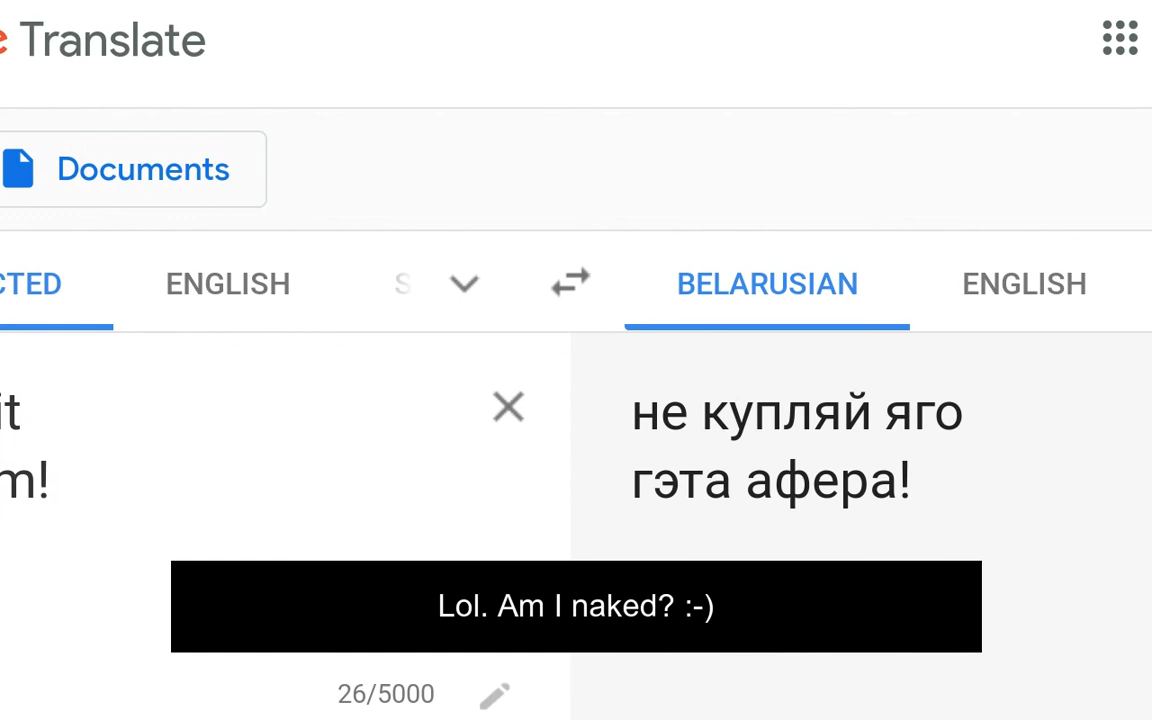 Translate
Documents
CTED
ENGLISH
BELARUSIAN
ENGLISH
it
m!
не купляй яго
гэта афера!
Lol. Am I naked? :-)
26/5000